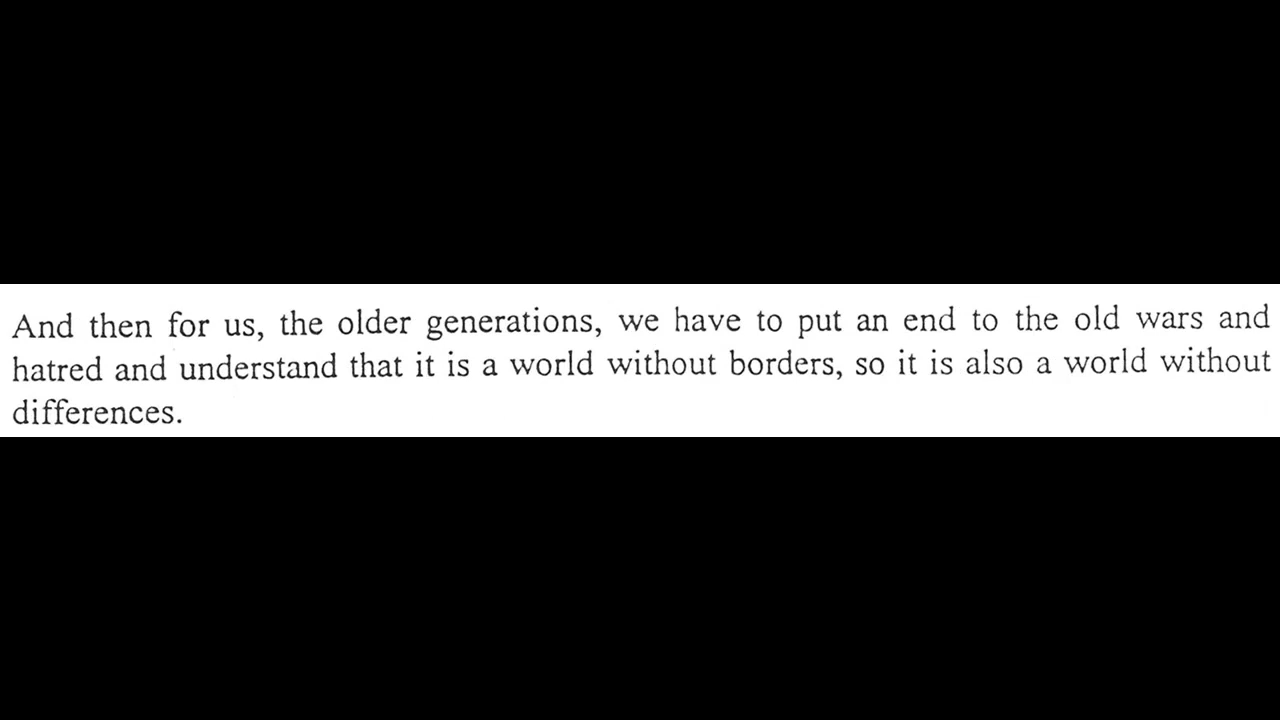 And then for us, the older generations, we have to put an end to the old wars and
hatred and understand that it is a world without borders, so it is also a world without
differences.